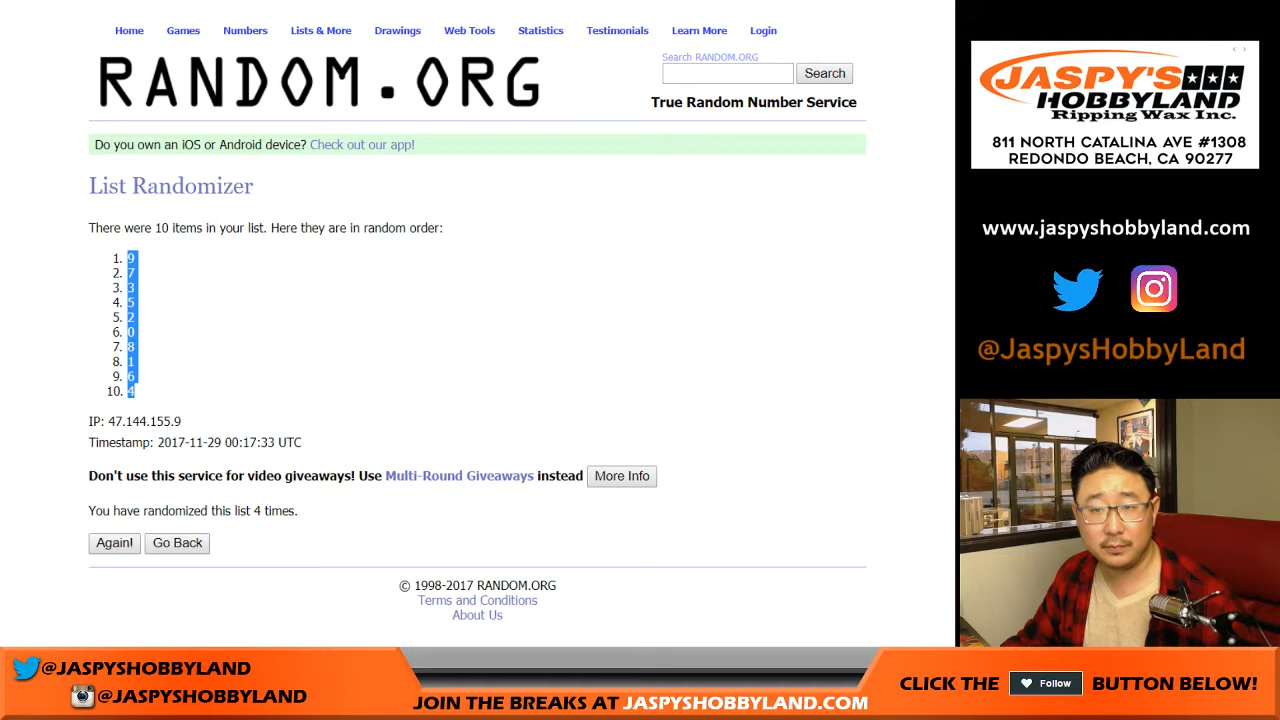 Home Games Numbers Lists & More Drawings Web Tools Statistics Testimonials Learn More Login
RANDOM.ORG
Search RANDOM.ORG
Search
True Random Number Service
Do you own an iOS or Android device? Check out our app!
List Randomizer
There were 10 items in your list. Here they are in random order:
1. 9
2. 7
3. 3
4. 5
5. 2
6. 0
7. 8
8. 1
9. 6
10. 4
IP: 47.144.155.9
Timestamp: 2017-11-29 00:17:33 UTC
Don't use this service for video giveaways! Use Multi-Round Giveaways instead More Info
You have randomized this list 4 times.
Again! Go Back
© 1998-2017 RANDOM.ORG
Terms and Conditions
About Us
JASPY'S
HOBBYLAND
Ripping Wax Inc.
811 NORTH CATALINA AVE #1308
REDONDO BEACH, CA 90277
www.jaspyshobbyland.com
@JaspysHobbyLand
@JASPYSHOBBYLAND
@JASPYSHOBBYLAND
JOIN THE BREAKS AT JASPYSHOBBYLAND.COM
CLICK THE Follow BUTTON BELOW!